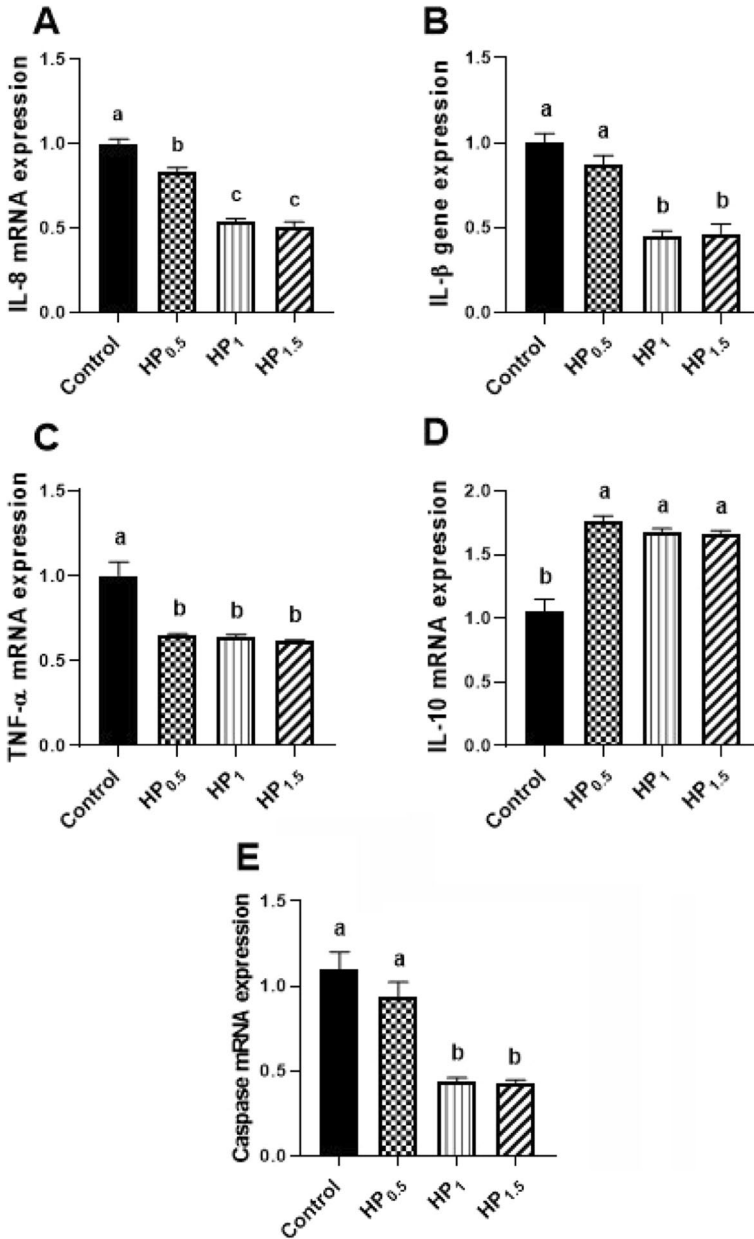 A
IL-8 mRNA expression
1.5
1.0
0.5
0.0
a
b
c
c
Control
HP0.5
HP1
HP1.5
B
IL-β gene expression
1.5
1.0
0.5
0.0
a
a
b
b
Control
HP0.5
HP1
HP1.5
C
TNF-α mRNA expression
1.5
1.0
0.5
0.0
a
b
b
b
Control
HP0.5
HP1
HP1.5
D
IL-10 mRNA expression
2.0
1.5
1.0
0.5
0.0
b
a
a
a
Control
HP0.5
HP1
HP1.5
E
Caspase mRNA expression
1.5
1.0
0.5
0.0
a
a
b
b
Control
HP0.5
HP1
HP1.5